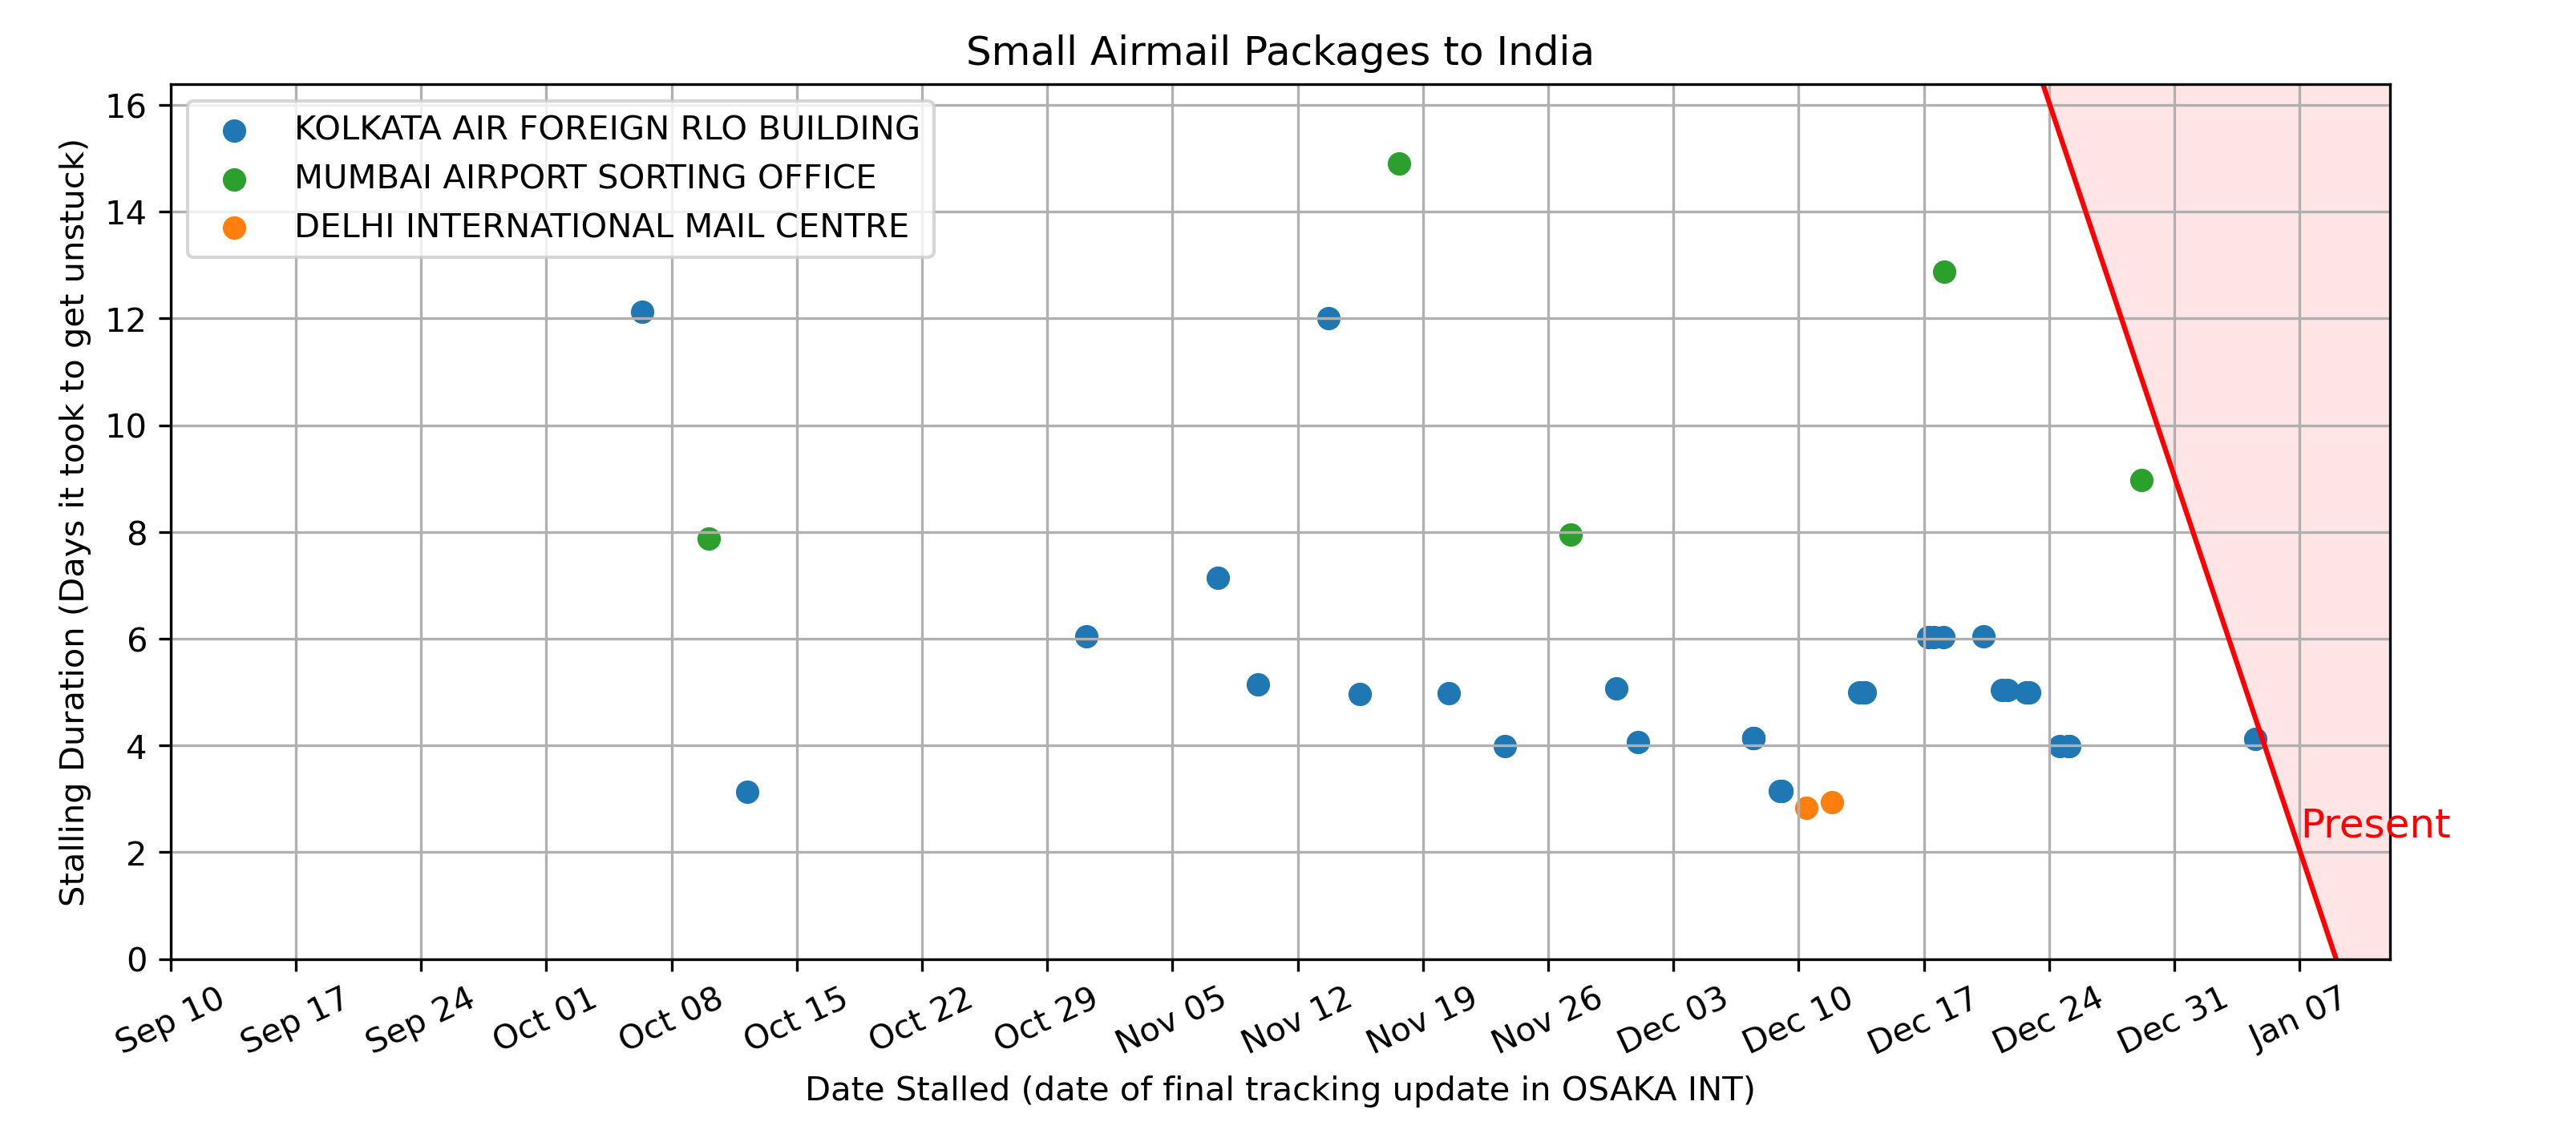 Small Airmail Packages to India
KOLKATA AIR FOREIGN RLO BUILDING
MUMBAI AIRPORT SORTING OFFICE
DELHI INTERNATIONAL MAIL CENTRE
Stalling Duration (Days it took to get unstuck)
16
14
12
10
8
6
4
2
0
Present
Sep 10 Sep 17 Sep 24 Oct 01 Oct 08 Oct 15 Oct 22 Oct 29 Nov 05 Nov 12 Nov 19 Nov 26 Dec 03 Dec 10 Dec 17 Dec 24 Dec 31 Jan 07
Date Stalled (date of final tracking update in OSAKA INT)